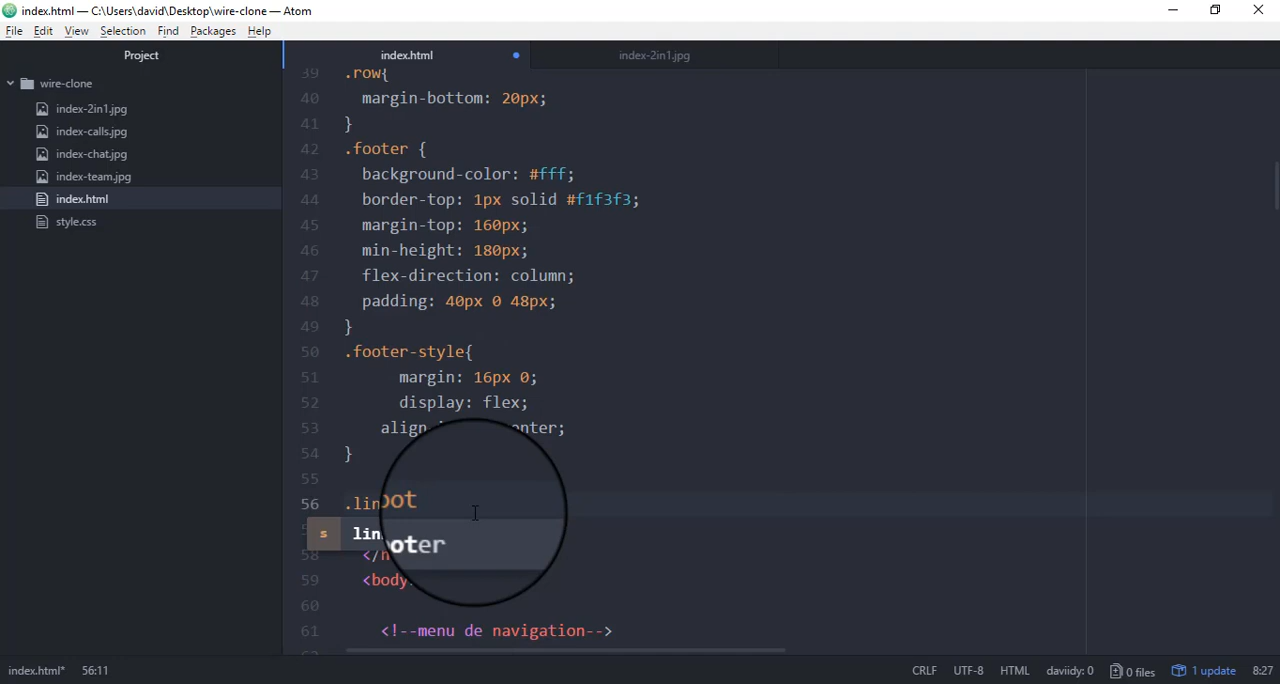 index.html — C:\Users\david\Desktop\wire-clone — Atom
File Edit View Selection Find Packages Help
Project
index.html
index-2in1.jpg
wire-clone
index-2in1.jpg
index-calls.jpg
index-chat.jpg
index-team.jpg
index.html
style.css
39 .row{
40 margin-bottom: 20px;
41 }
42 .footer {
43 background-color: #fff;
44 border-top: 1px solid #f1f3f3;
45 margin-top: 160px;
46 min-height: 180px;
47 flex-direction: column;
48 padding: 40px 0 48px;
49 }
50 .footer-style{
51 margin: 16px 0;
52 display: flex;
53 align
54 }
55
56 .lin oot
s lin ooter
58 </h
59 <body
60
61 <!--menu de navigation-->
index.html* 56:11
CRLF UTF-8 HTML daviidy: 0 0 files 1 update 8:27